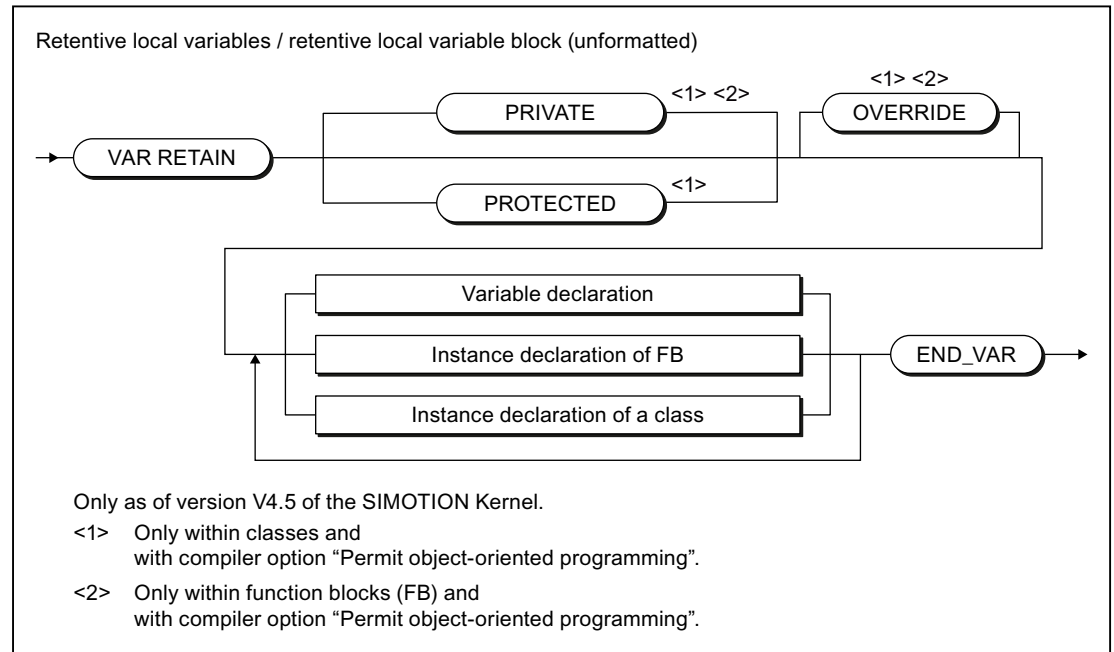 Retentive local variables / retentive local variable block (unformatted)
<1> <2>
<1> <2>
PRIVATE
OVERRIDE
VAR RETAIN
<1>
PROTECTED
Variable declaration
Instance declaration of FB
END_VAR
Instance declaration of a class
Only as of version V4.5 of the SIMOTION Kernel.
<1> Only within classes and
with compiler option “Permit object-oriented programming”.
<2> Only within function blocks (FB) and
with compiler option “Permit object-oriented programming”.